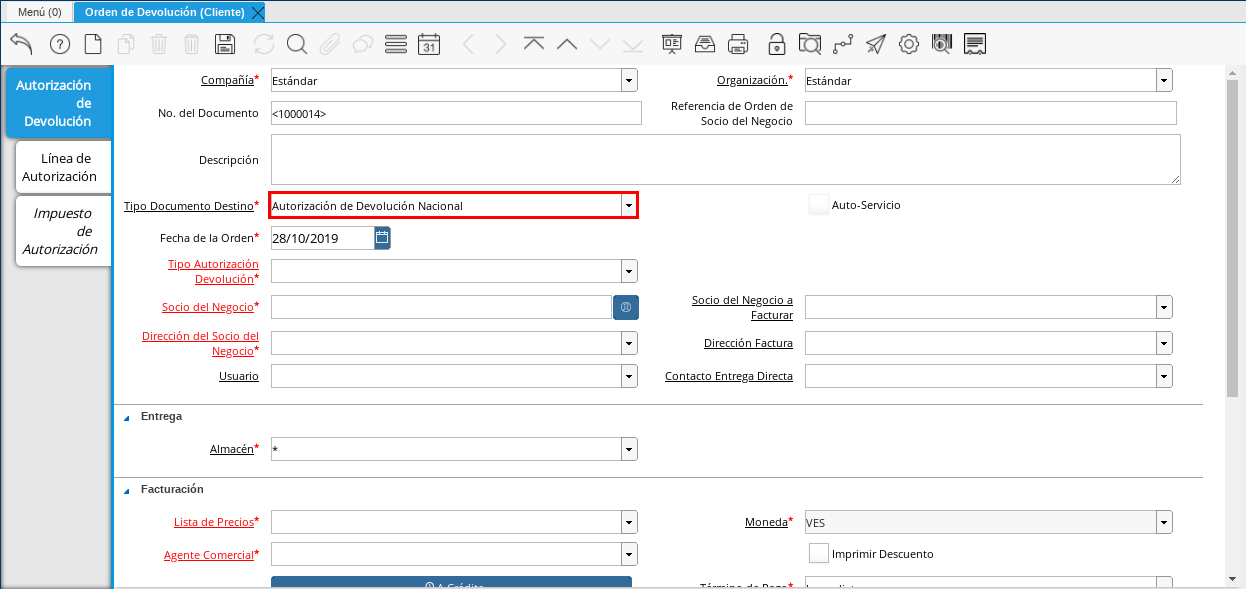 Menú (0)
Orden de Devolución (Cliente)
31
Autorización
de
Devolución
Línea de
Autorización
Impuesto
de
Autorización
Compañía* Estándar
Organización.* Estándar
No. del Documento <1000014>
Referencia de Orden de
Socio del Negocio
Descripción
Tipo Documento Destino* Autorización de Devolución Nacional
Auto-Servicio
Fecha de la Orden* 28/10/2019
Tipo Autorización
Devolución*
Socio del Negocio*
Socio del Negocio a
Facturar
Dirección del Socio del
Negocio*
Dirección Factura
Usuario
Contacto Entrega Directa
Entrega
Almacén* *
Facturación
Lista de Precios*
Moneda* VES
Agente Comercial*
Imprimir Descuento
A Crédito
Término de Pago*